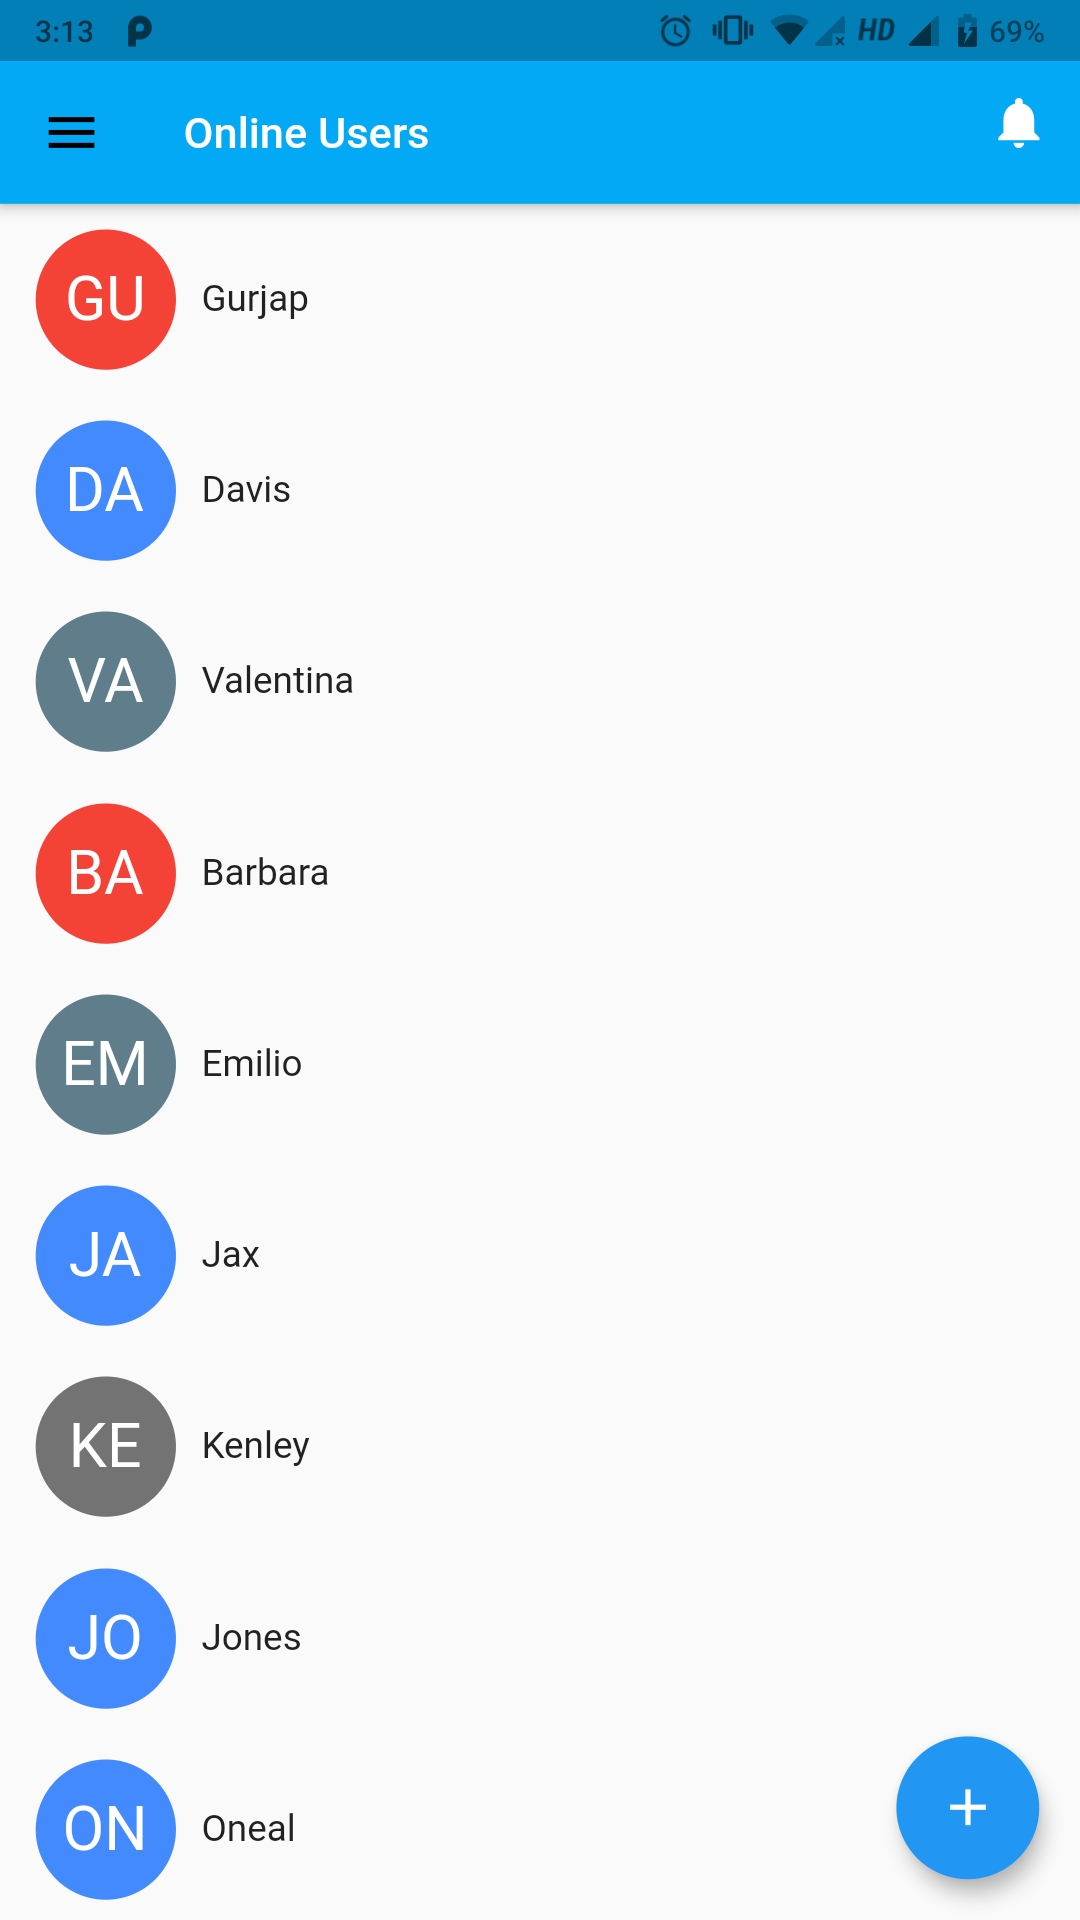 3:13 HD 69%
Online Users
GU Gurjap
DA Davis
VA Valentina
BA Barbara
EM Emilio
JA Jax
KE Kenley
JO Jones
ON Oneal